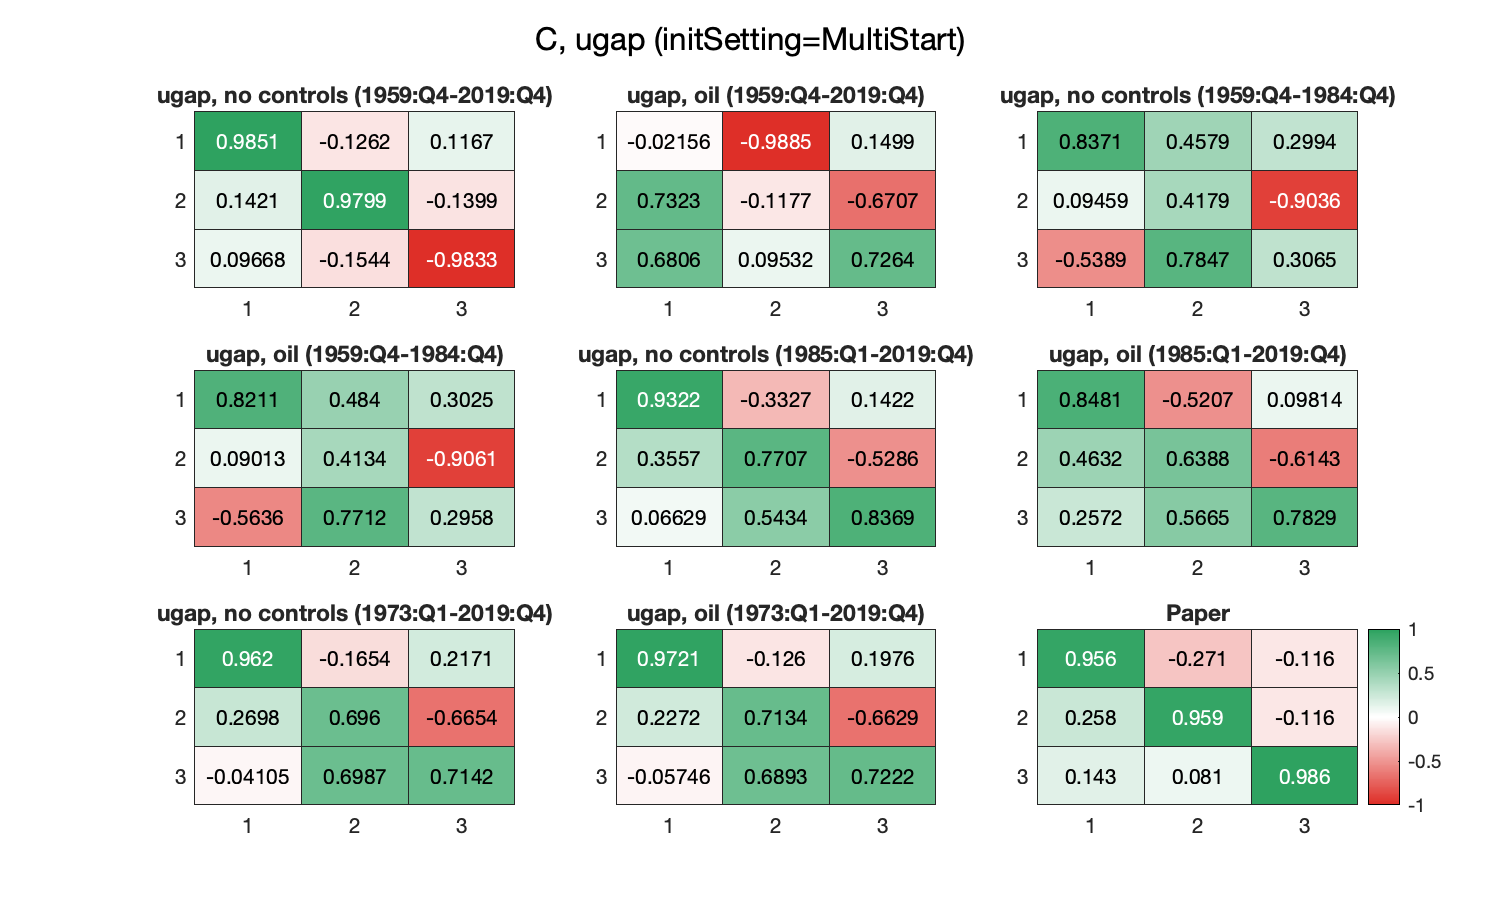 C, ugap (initSetting=MultiStart)
ugap, no controls (1959:Q4-2019:Q4)
1 0.9851 -0.1262 0.1167
2 0.1421 0.9799 -0.1399
3 0.09668 -0.1544 -0.9833
1 2 3
ugap, oil (1959:Q4-2019:Q4)
1 -0.02156 -0.9885 0.1499
2 0.7323 -0.1177 -0.6707
3 0.6806 0.09532 0.7264
1 2 3
ugap, no controls (1959:Q4-1984:Q4)
1 0.8371 0.4579 0.2994
2 0.09459 0.4179 -0.9036
3 -0.5389 0.7847 0.3065
1 2 3
ugap, oil (1959:Q4-1984:Q4)
1 0.8211 0.484 0.3025
2 0.09013 0.4134 -0.9061
3 -0.5636 0.7712 0.2958
1 2 3
ugap, no controls (1985:Q1-2019:Q4)
1 0.9322 -0.3327 0.1422
2 0.3557 0.7707 -0.5286
3 0.06629 0.5434 0.8369
1 2 3
ugap, oil (1985:Q1-2019:Q4)
1 0.8481 -0.5207 0.09814
2 0.4632 0.6388 -0.6143
3 0.2572 0.5665 0.7829
1 2 3
ugap, no controls (1973:Q1-2019:Q4)
1 0.962 -0.1654 0.2171
2 0.2698 0.696 -0.6654
3 -0.04105 0.6987 0.7142
1 2 3
ugap, oil (1973:Q1-2019:Q4)
1 0.9721 -0.126 0.1976
2 0.2272 0.7134 -0.6629
3 -0.05746 0.6893 0.7222
1 2 3
Paper
1 0.956 -0.271 -0.116
2 0.258 0.959 -0.116
3 0.143 0.081 0.986
1 2 3
1
0.5
0
-0.5
-1